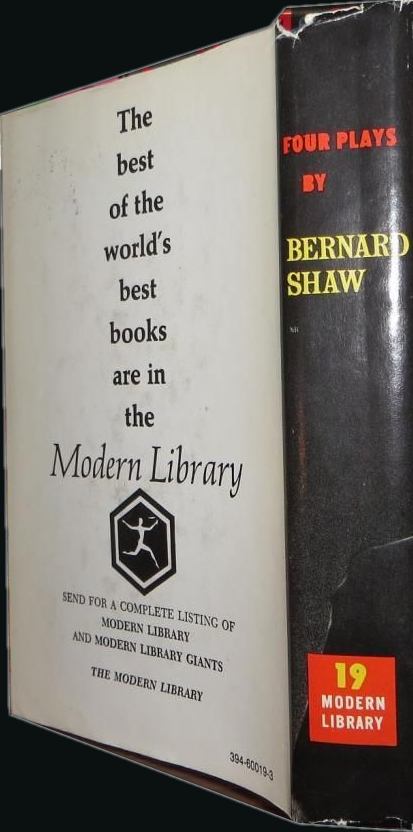 The
best
of the
world's
best
books
are in
the
Modern Library
SEND FOR A COMPLETE LISTING OF
MODERN LIBRARY
AND MODERN LIBRARY GIANTS
THE MODERN LIBRARY
394-60019-3
FOUR PLAYS
BY
BERNARD
SHAW
19
MODERN
LIBRARY